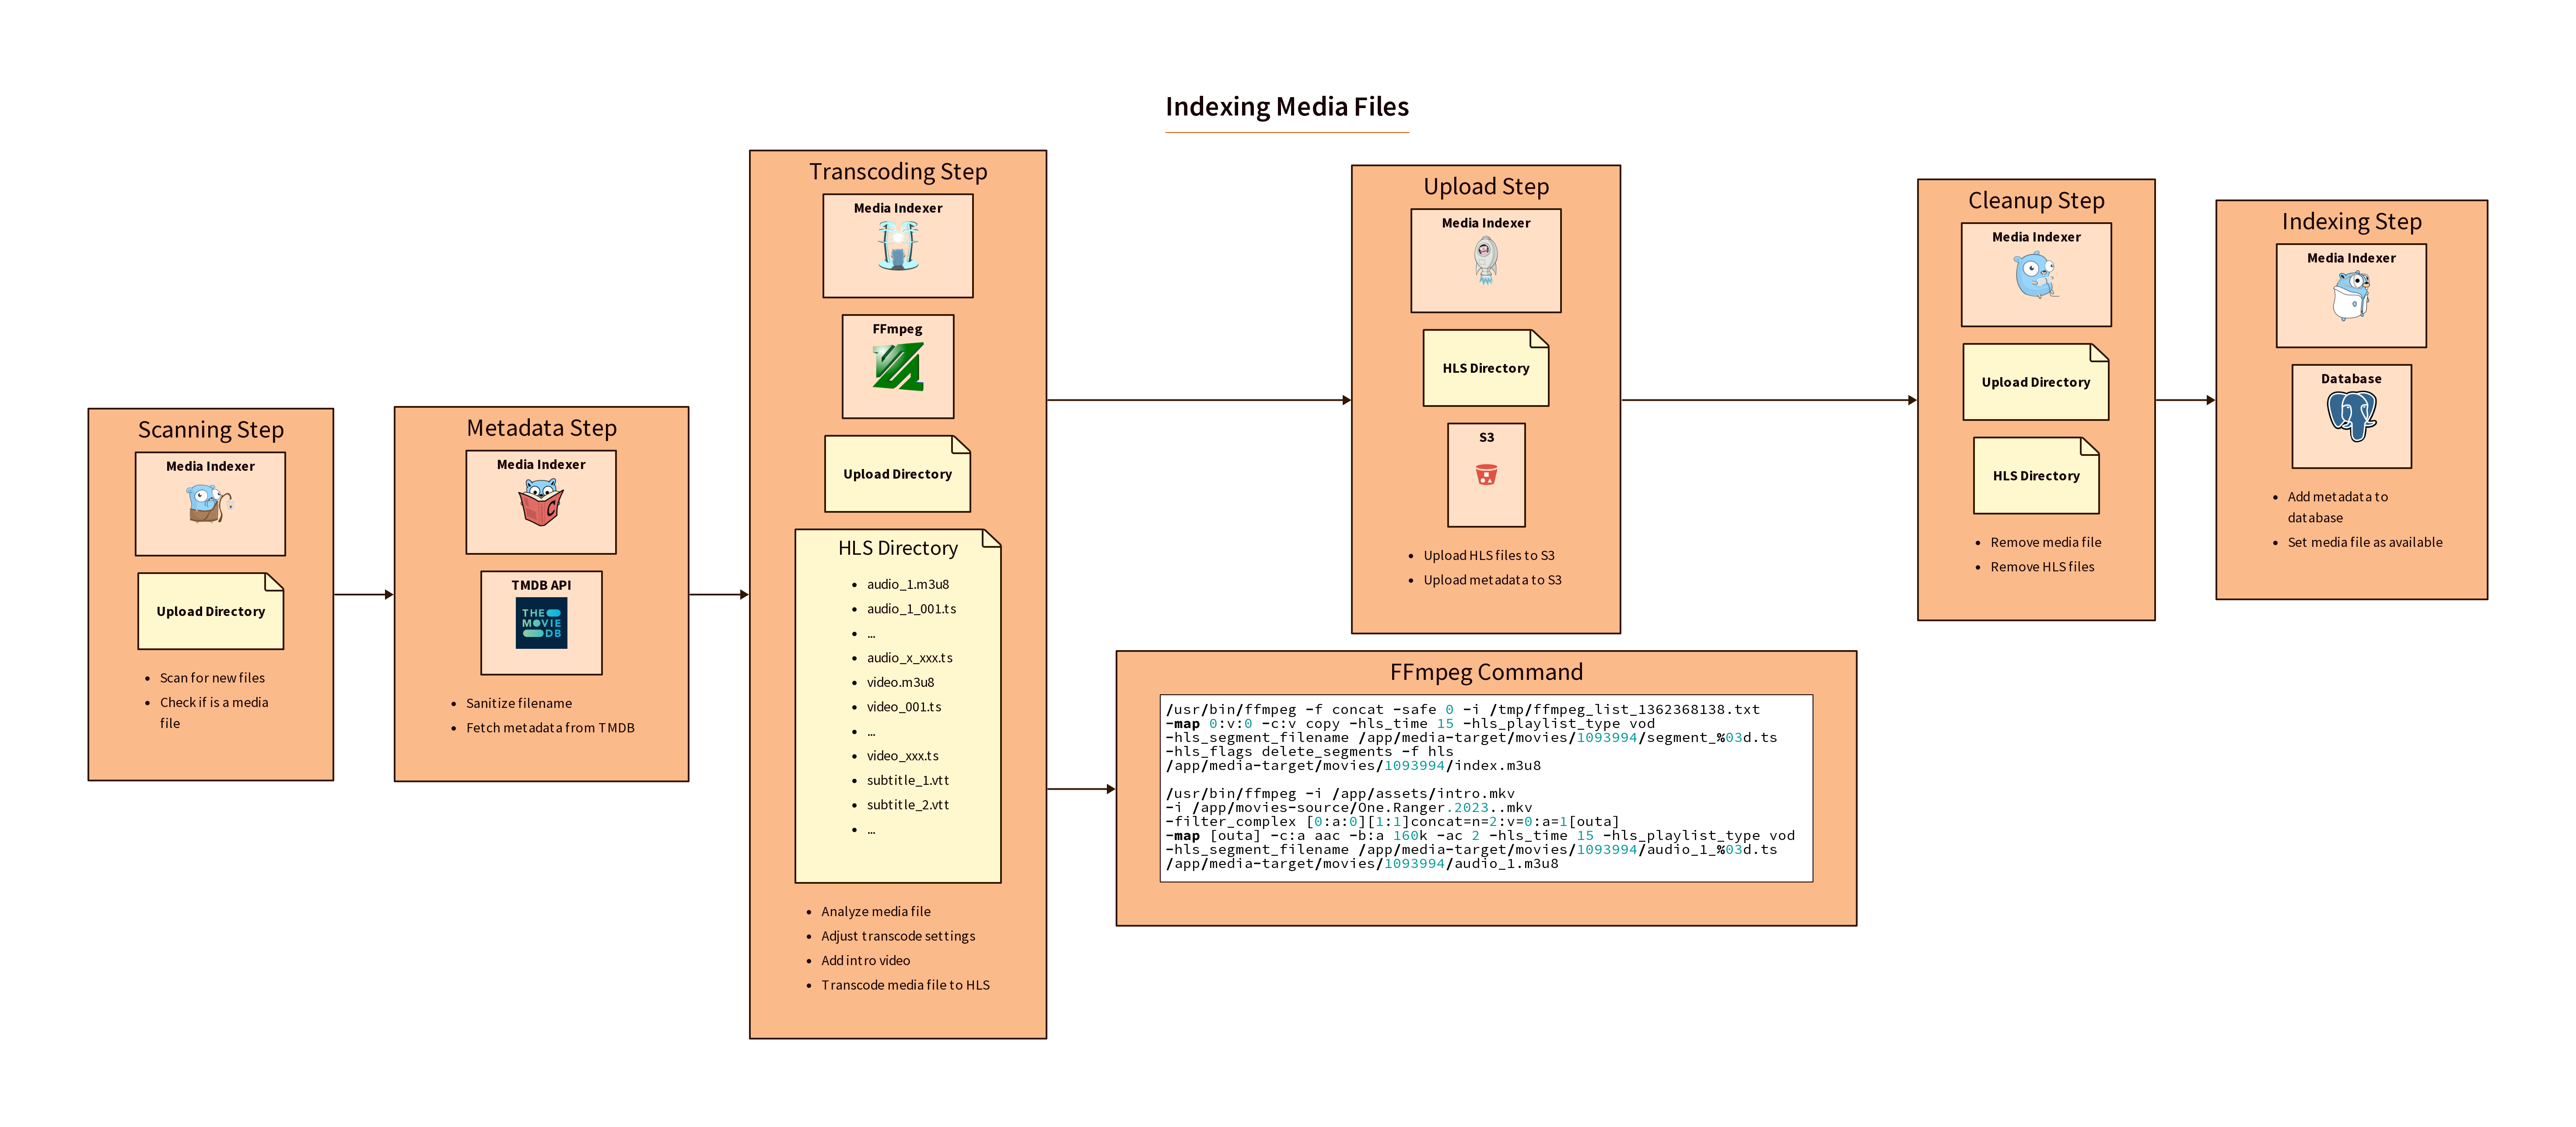 Indexing Media Files
Scanning Step
Media Indexer
Upload Directory
Scan for new files
Check if is a media
file
Metadata Step
Media Indexer
TMDB API
THE
MOVIE
DB
Sanitize filename
Fetch metadata from TMDB
Transcoding Step
Media Indexer
FFmpeg
Upload Directory
HLS Directory
audio_1.m3u8
audio_1_001.ts
...
audio_x_xxx.ts
video.m3u8
video_001.ts
...
video_xxx.ts
subtitle_1.vtt
subtitle_2.vtt
...
Analyze media file
Adjust transcode settings
Add intro video
Transcode media file to HLS
Upload Step
Media Indexer
HLS Directory
S3
Upload HLS files to S3
Upload metadata to S3
FFmpeg Command
/usr/bin/ffmpeg -f concat -safe 0 -i /tmp/ffmpeg_list_1362368138.txt
-map 0:v:0 -c:v copy -hls_time 15 -hls_playlist_type vod
-hls_segment_filename /app/media-target/movies/1093994/segment_%03d.ts
-hls_flags delete_segments -f hls
/app/media-target/movies/1093994/index.m3u8
/usr/bin/ffmpeg -i /app/assets/intro.mkv
-i /app/movies-source/One.Ranger.2023..mkv
-filter_complex [0:a:0][1:1]concat=n=2:v=0:a=1[outa]
-map [outa] -c:a aac -b:a 160k -ac 2 -hls_time 15 -hls_playlist_type vod
-hls_segment_filename /app/media-target/movies/1093994/audio_1_%03d.ts
/app/media-target/movies/1093994/audio_1.m3u8
Cleanup Step
Media Indexer
Upload Directory
HLS Directory
Remove media file
Remove HLS files
Indexing Step
Media Indexer
Database
Add metadata to
database
Set media file as available